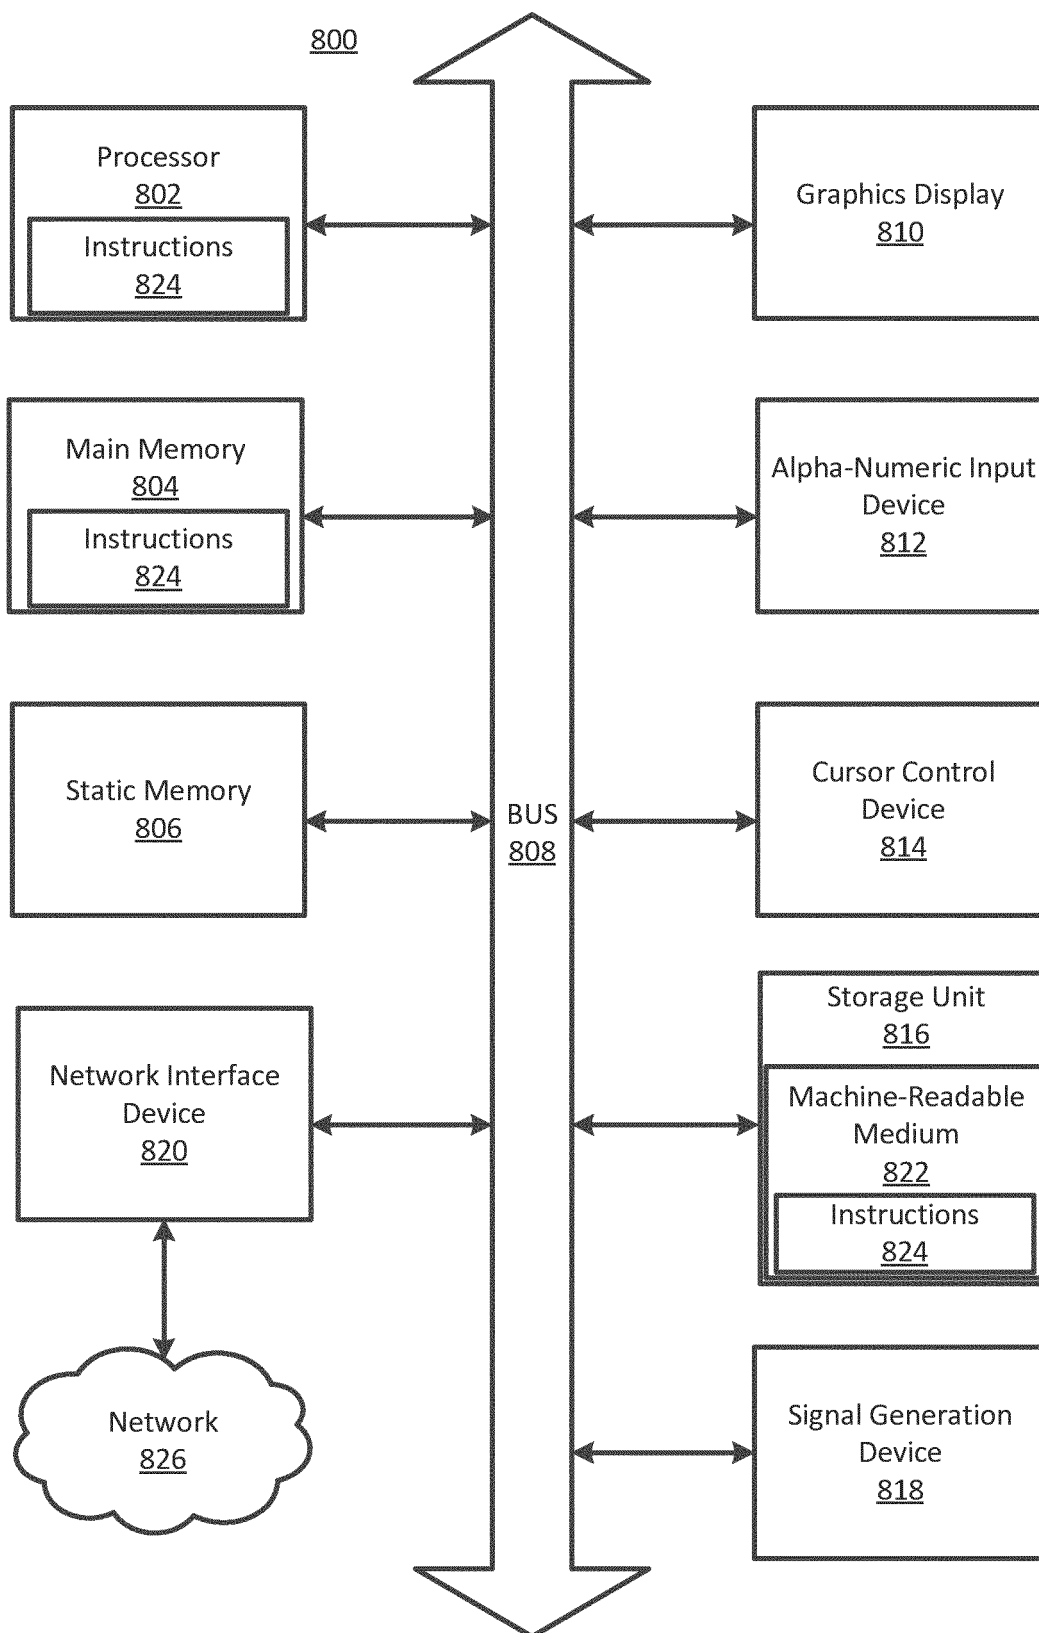 800
Processor
802
Instructions
824
Main Memory
804
Instructions
824
Static Memory
806
Network Interface
Device
820
Network
826
BUS
808
Graphics Display
810
Alpha-Numeric Input
Device
812
Cursor Control
Device
814
Storage Unit
816
Machine-Readable
Medium
822
Instructions
824
Signal Generation
Device
818